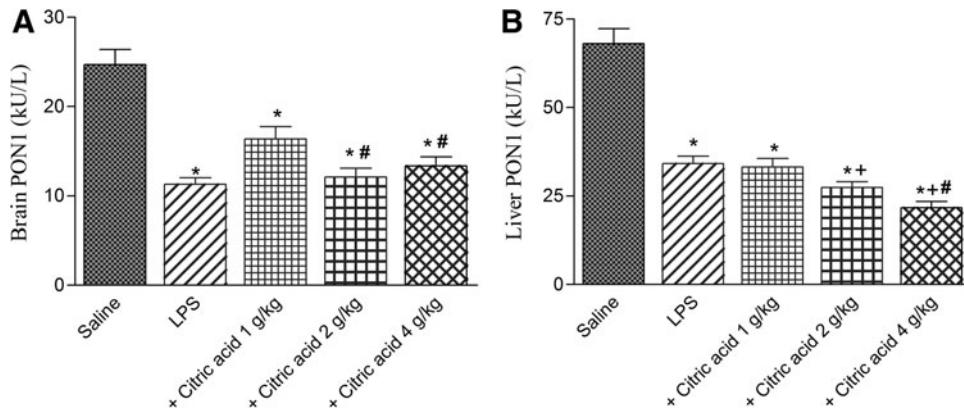 A
Brain PON1 (kU/L)
30
20
10
0
*
*
* #
* #
Saline
LPS
+ Citric acid 1 g/kg
+ Citric acid 2 g/kg
+ Citric acid 4 g/kg
B
Liver PON1 (kU/L)
75
50
25
0
*
*
*+
*+#
Saline
LPS
+ Citric acid 1 g/kg
+ Citric acid 2 g/kg
+ Citric acid 4 g/kg